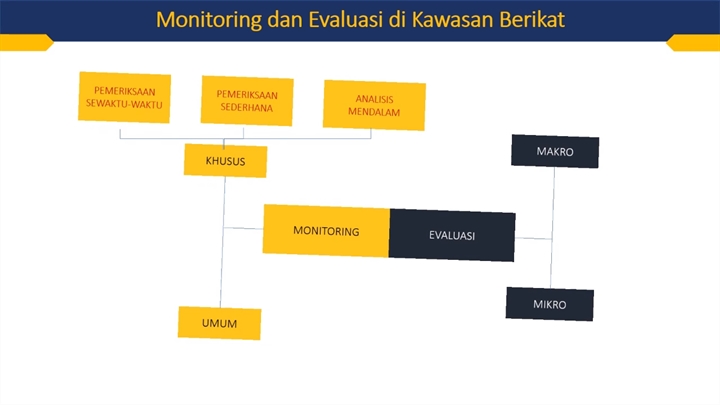 Monitoring dan Evaluasi di Kawasan Berikat
PEMERIKSAAN
SEWAKTU-WAKTU
PEMERIKSAAN
SEDERHANA
ANALISIS
MENDALAM
KHUSUS
MAKRO
MONITORING
EVALUASI
MIKRO
UMUM